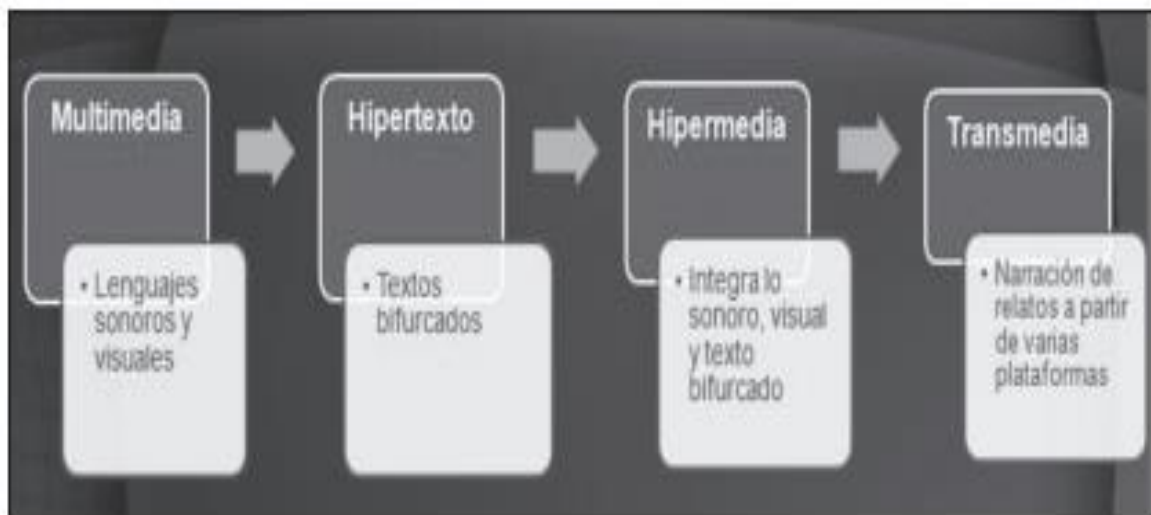 Multimedia
• Lenguajes
sonoros y
visuales
Hipertexto
• Textos
bifurcados
Hipermedia
• Integra lo
sonoro, visual
y texto
bifurcado
Transmedia
• Narración de
relatos a partir
de varias
plataformas